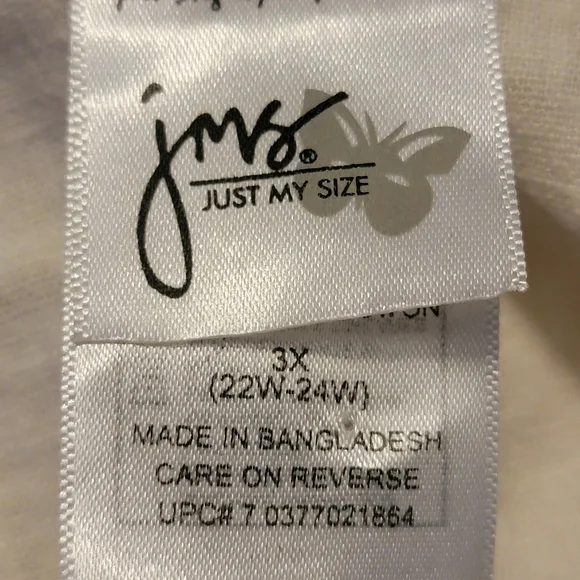 jms®
JUST MY SIZE
3X
(22W-24W)
MADE IN BANGLADESH
CARE ON REVERSE
UPC# 7 0377021864